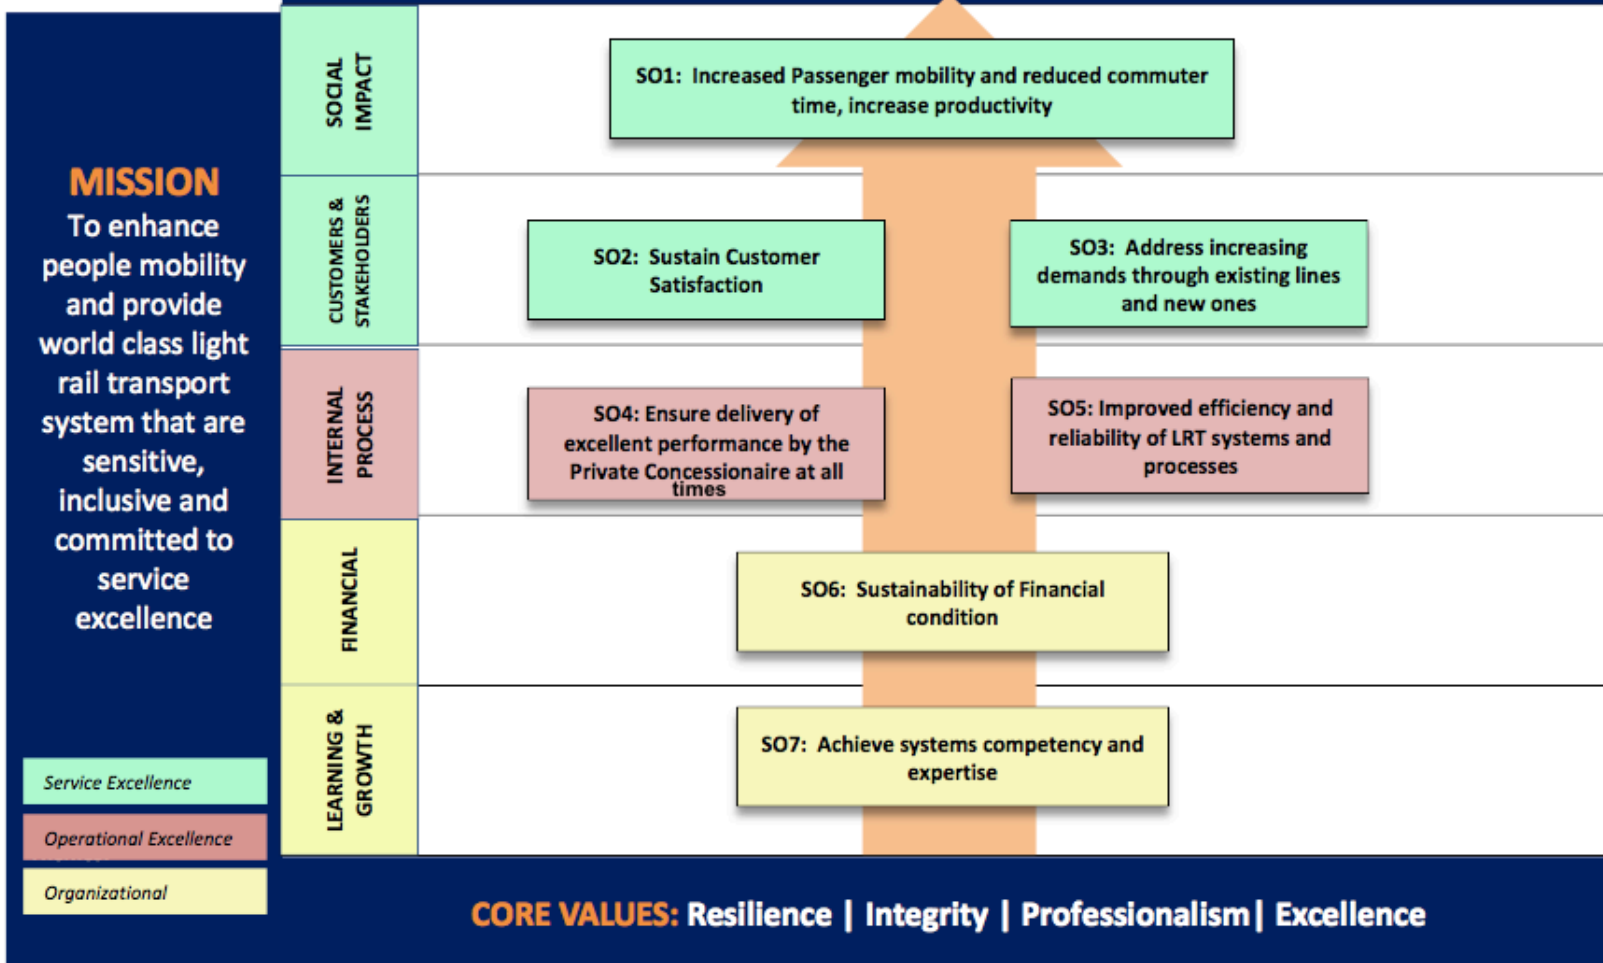 MISSION
To enhance
people mobility
and provide
world class light
rail transport
system that are
sensitive,
inclusive and
committed to
service
excellence
Service Excellence
Operational Excellence
Organizational
SOCIAL
IMPACT
SO1: Increased Passenger mobility and reduced commuter
time, increase productivity
CUSTOMERS &
STAKEHOLDERS
SO2: Sustain Customer
Satisfaction
SO3: Address increasing
demands through existing lines
and new ones
INTERNAL
PROCESS
SO4: Ensure delivery of
excellent performance by the
Private Concessionaire at all
times
SO5: Improved efficiency and
reliability of LRT systems and
processes
FINANCIAL
SO6: Sustainability of Financial
condition
LEARNING &
GROWTH
SO7: Achieve systems competency and
expertise
CORE VALUES: Resilience | Integrity | Professionalism| Excellence